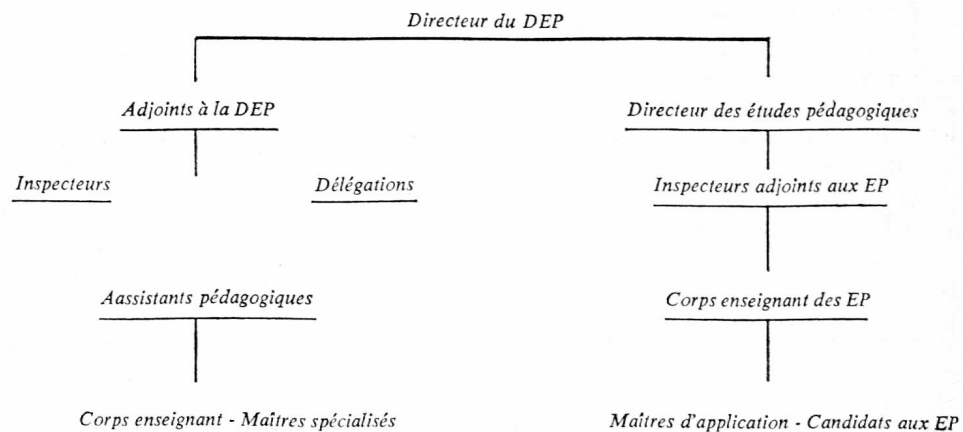 Directeur du DEP
Adjoints à la DEP
Directeur des études pédagogiques
Inspecteurs
Délégations
Inspecteurs adjoints aux EP
Aassistants pédagogiques
Corps enseignant des EP
Corps enseignant - Maîtres spécialisés
Maîtres d'application - Candidats aux EP